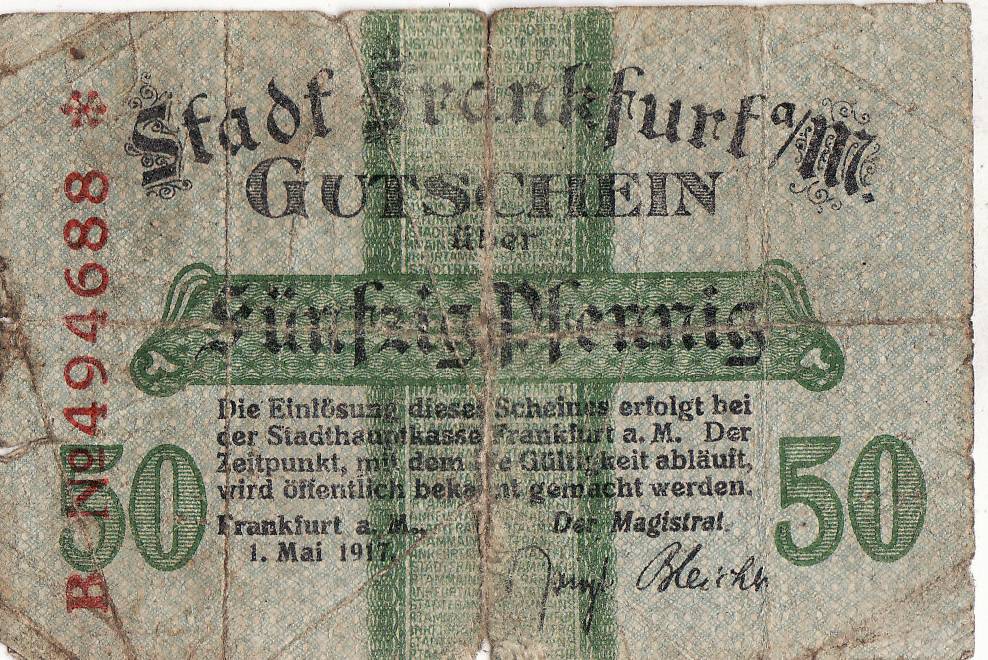 Stadt Frankfurt a/M.
GUTSCHEIN
über
Fünfzig Pfennig
Die Einlösung dieses Scheines erfolgt bei
der Stadthauptkasse Frankfurt a. M. Der
Zeitpunkt, mit dem die Gültigkeit abläuft,
wird öffentlich bekannt gemacht werden.
Frankfurt a. M.,
1. Mai 1917.
Der Magistrat.
50
50
B No 494688 *